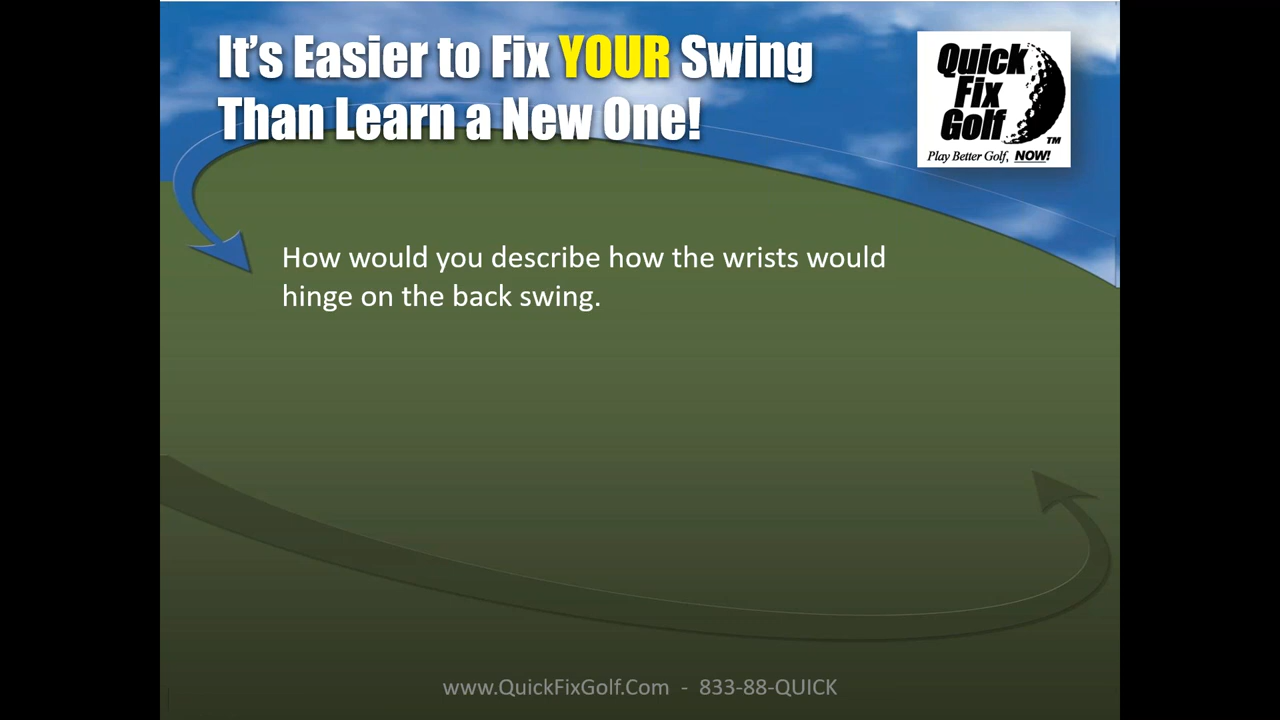 It's Easier to Fix YOUR Swing
Than Learn a New One!
Quick
Fix
Golf
TM
Play Better Golf, NOW!
How would you describe how the wrists would
hinge on the back swing.
www.QuickFixGolf.Com - 833-88-QUICK